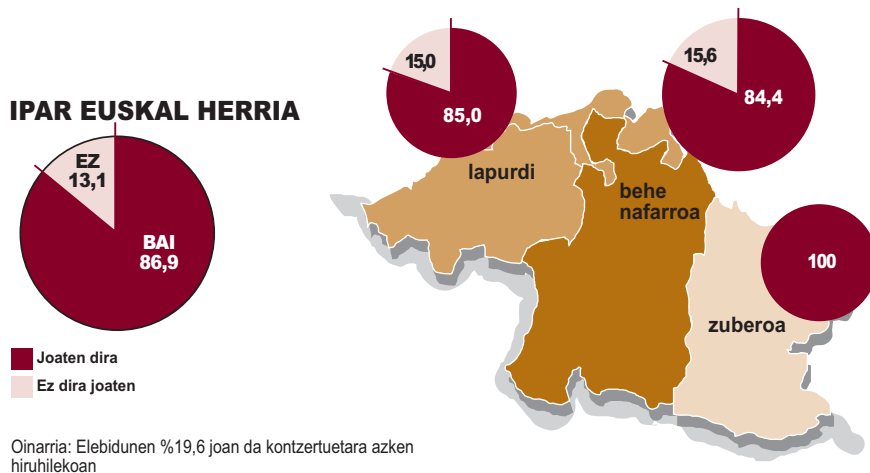 IPAR EUSKAL HERRIA
EZ
13,1
BAI
86,9
Joaten dira
Ez dira joaten
15,0
85,0
15,6
84,4
100
lapurdi
behe
nafarroa
zuberoa
Oinarria: Elebidunen %19,6 joan da kontzertuetara azken
hiruhilekoan